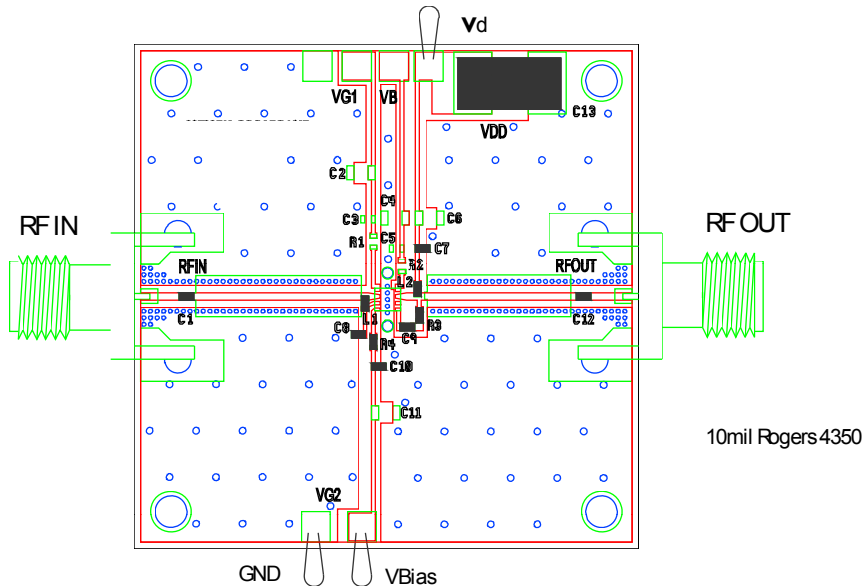 Vd
VG1 VB
VDD
C13
C2
C4
C3
C6
R1
C5
C7
RF IN
RF OUT
RFIN
R2
RFOUT
L2
C1
L1
C8
C9
R3
C12
R4
C10
C11
10mil Rogers 4350
VG2
GND
VBias